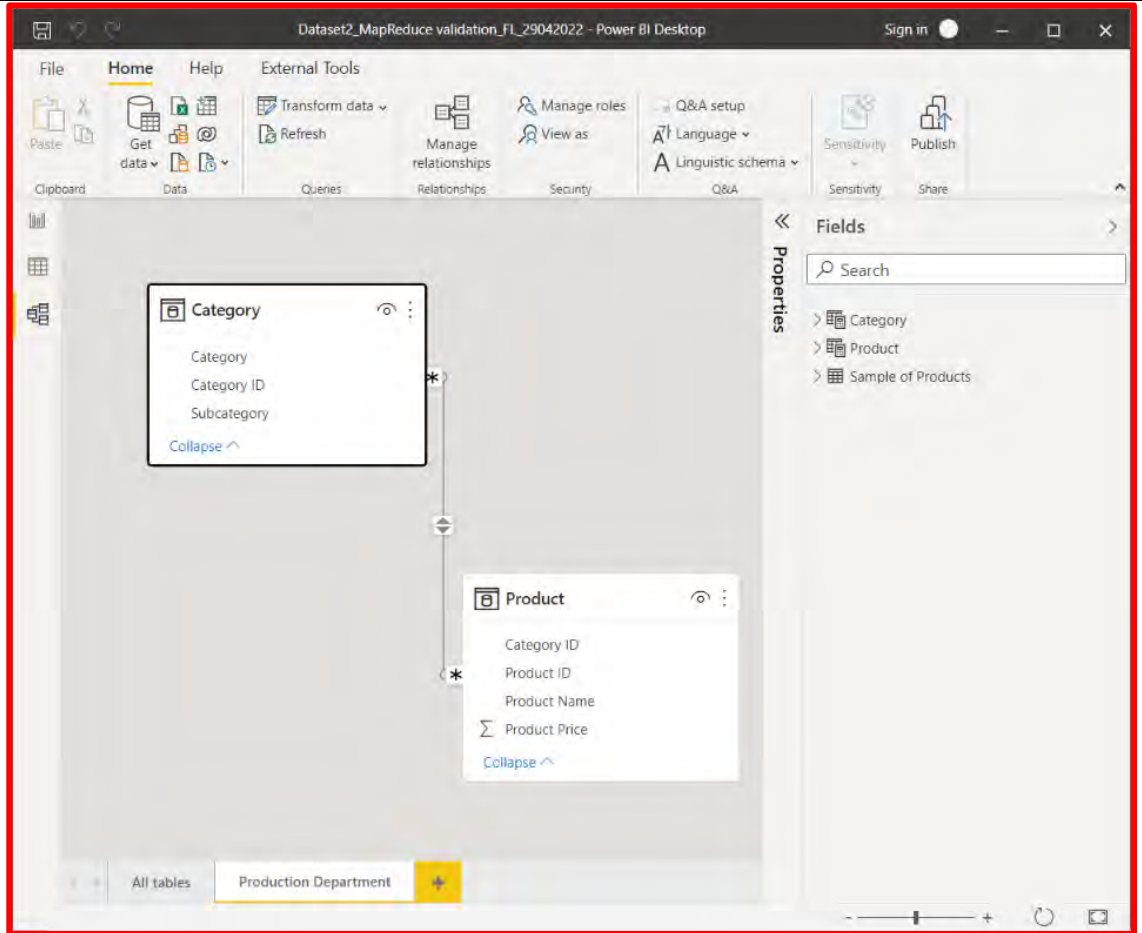 Dataset2_MapReduce validation_FL_29042022 - Power BI Desktop
Sign in
File Home Help External Tools
Paste
Get data
Transform data
Refresh
Manage relationships
Manage roles
View as
Q&A setup
Language
Linguistic schema
Sensitivity
Publish
Clipboard Data Queries Relationships Security Q&A Sensitivity Share
Category
Category
Category ID
Subcategory
Collapse
Product
Category ID
Product ID
Product Name
Product Price
Collapse
Properties
Fields
Search
Category
Product
Sample of Products
All tables Production Department